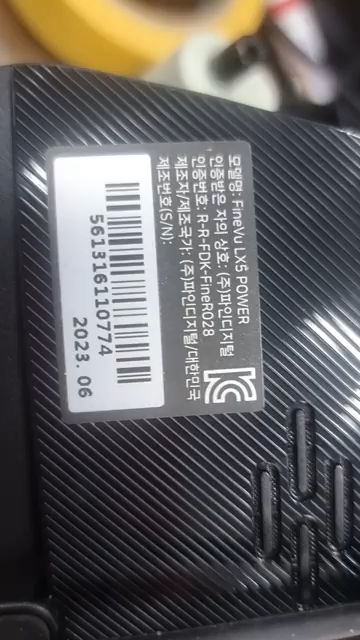 모델명: FineVu LX5 POWER
인증받은 자의 상호: (주)파인디지털
인증번호: R-R-FDK-FineR028
제조자/제조국가: (주)파인디지털/대한민국
제조번호(S/N):
561316110774
2023. 06